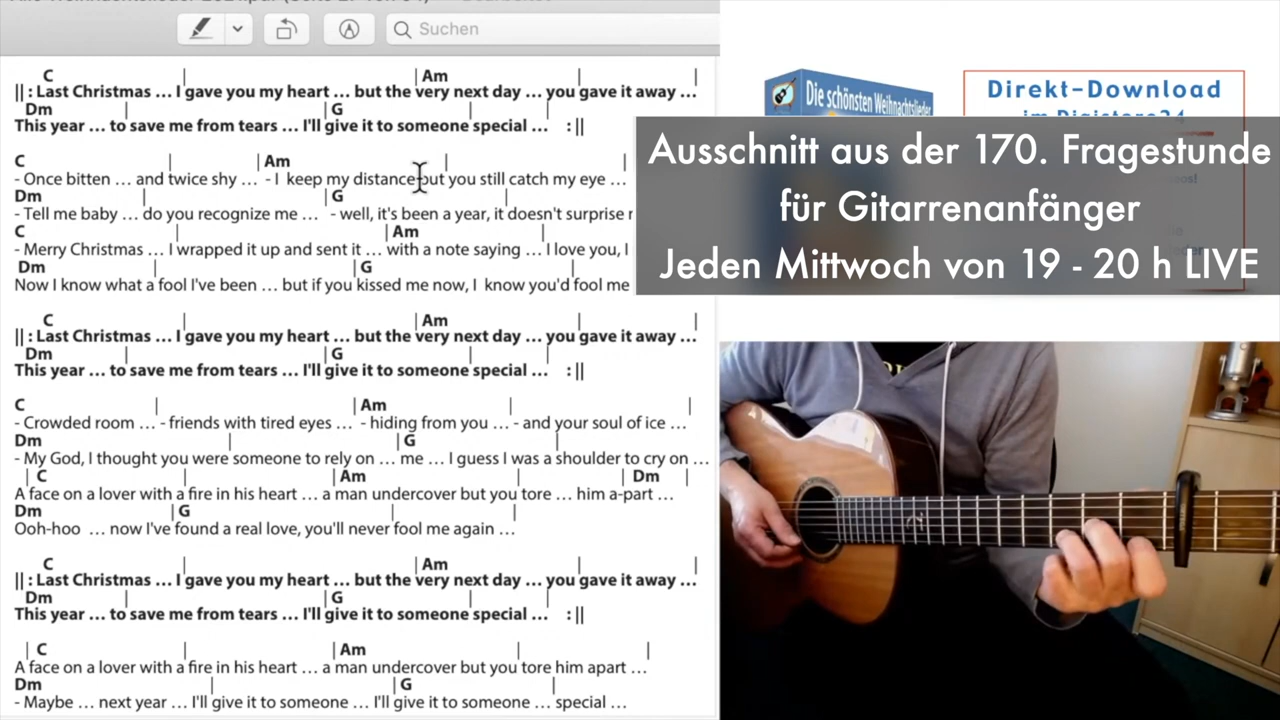 Suchen
C | | Am | |
|| : Last Christmas … I gave you my heart … but the very next day … you gave it away …
Dm | | G | |
This year … to save me from tears … I'll give it to someone special … : ||
C | | Am | |
- Once bitten … and twice shy … - I keep my distance but you still catch my eye …
Dm | | G
- Tell me baby … do you recognize me … - well, it's been a year, it doesn't surprise
C | | Am |
- Merry Christmas … I wrapped it up and sent it … with a note saying … I love you, I
Dm | | G |
Now I know what a fool I've been … but if you kissed me now, I know you'd fool me
C | | Am | |
|| : Last Christmas … I gave you my heart … but the very next day … you gave it away …
Dm | | G | |
This year … to save me from tears … I'll give it to someone special … : ||
C | | Am | |
- Crowded room … - friends with tired eyes … - hiding from you … - and your soul of ice …
Dm | | G |
- My God, I thought you were someone to rely on … me … I guess I was a shoulder to cry on …
| C | | Am | | Dm |
A face on a lover with a fire in his heart … a man undercover but you tore … him a-part …
Dm | G | |
Ooh-hoo … now I've found a real love, you'll never fool me again …
C | | Am | |
|| : Last Christmas … I gave you my heart … but the very next day … you gave it away …
Dm | | G | |
This year … to save me from tears … I'll give it to someone special … : ||
| C | | Am | |
A face on a lover with a fire in his heart … a man undercover but you tore him apart …
Dm | | G |
- Maybe … next year … I'll give it to someone … I'll give it to someone … special …
Die schönsten Weihnachtslieder
Direkt-Download
im Digistore24
Ausschnitt aus der 170. Fragestunde
für Gitarrenanfänger
Jeden Mittwoch von 19 - 20 h LIVE